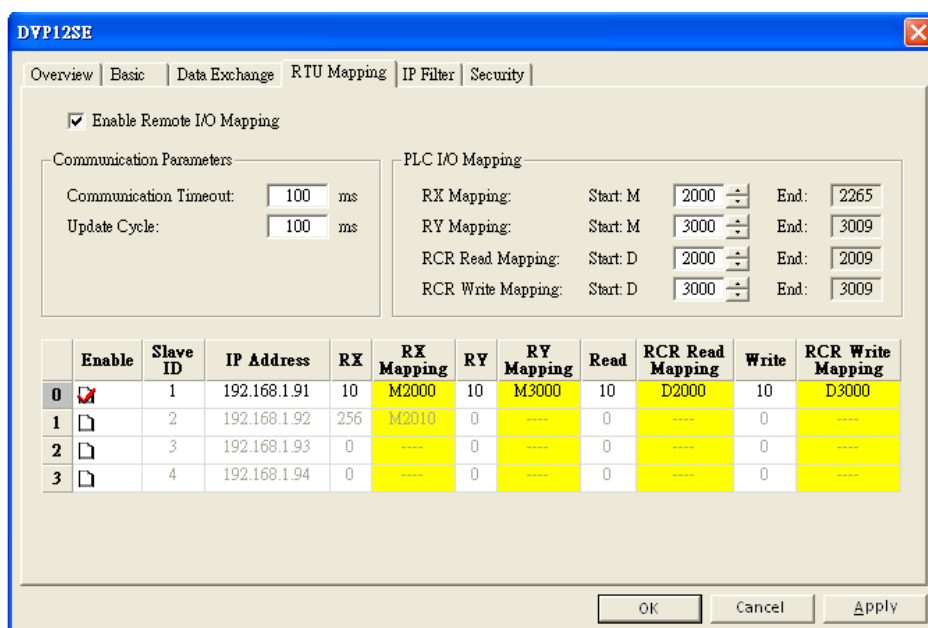 DVP12SE
Overview Basic Data Exchange RTU Mapping IP Filter Security
Enable Remote I/O Mapping
Communication Parameters
Communication Timeout: 100 ms
Update Cycle: 100 ms
PLC I/O Mapping
RX Mapping: Start: M 2000 End: 2265
RY Mapping: Start: M 3000 End: 3009
RCR Read Mapping: Start: D 2000 End: 2009
RCR Write Mapping: Start: D 3000 End: 3009
Enable Slave ID IP Address RX RX Mapping RY RY Mapping Read RCR Read Mapping Write RCR Write Mapping
0 1 192.168.1.91 10 M2000 10 M3000 10 D2000 10 D3000
1 2 192.168.1.92 256 M2010 0 ---- 0 ---- 0 ----
2 3 192.168.1.93 0 ---- 0 ---- 0 ---- 0 ----
3 4 192.168.1.94 0 ---- 0 ---- 0 ---- 0 ----
OK Cancel Apply